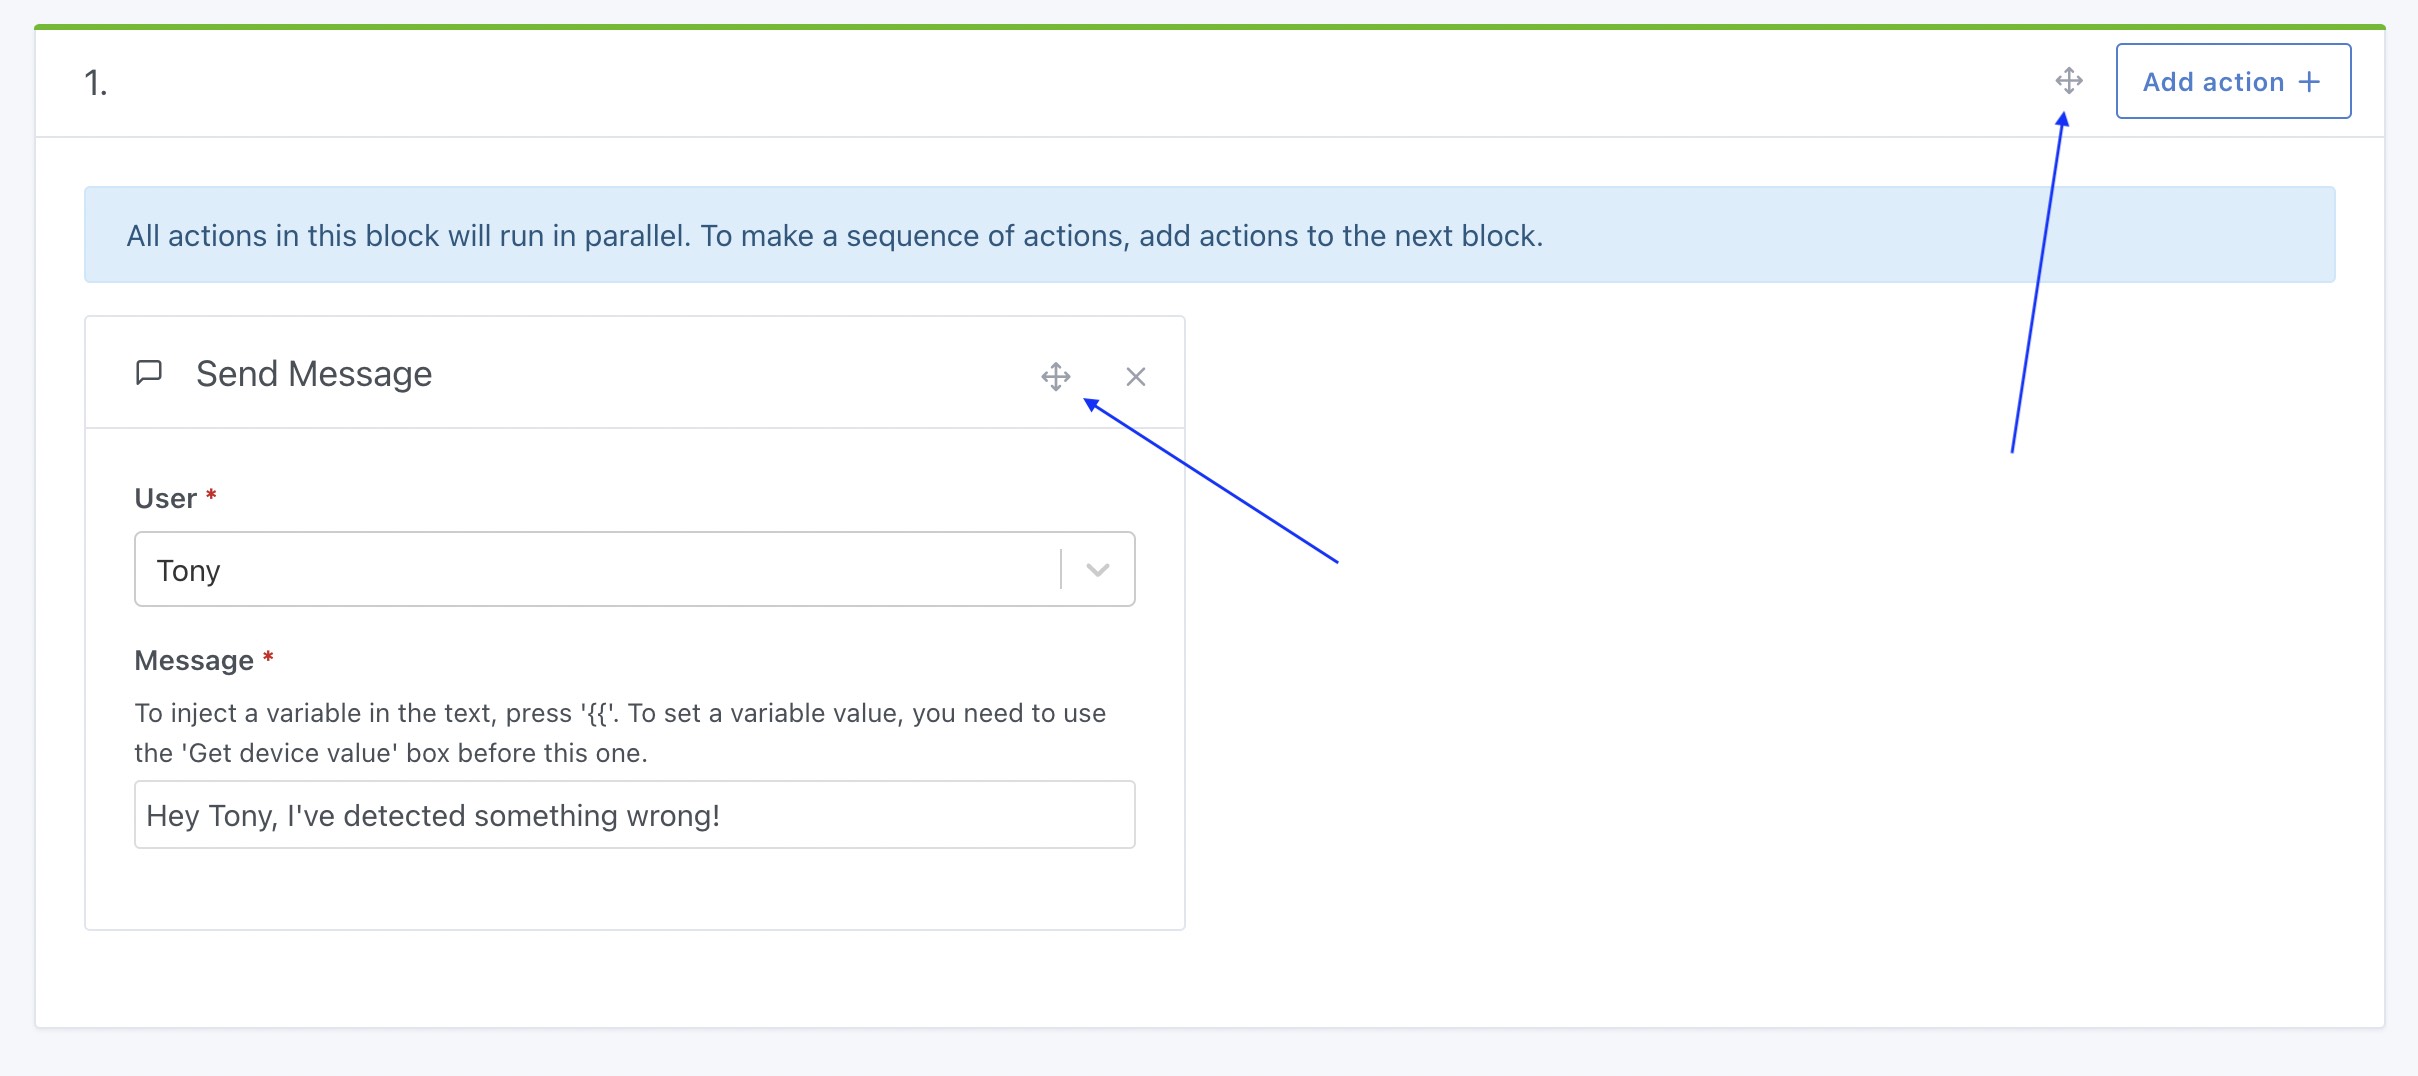 1.
Add action +
All actions in this block will run in parallel. To make a sequence of actions, add actions to the next block.
Send Message
User *
Tony
Message *
To inject a variable in the text, press '{{'. To set a variable value, you need to use
the 'Get device value' box before this one.
Hey Tony, I've detected something wrong!